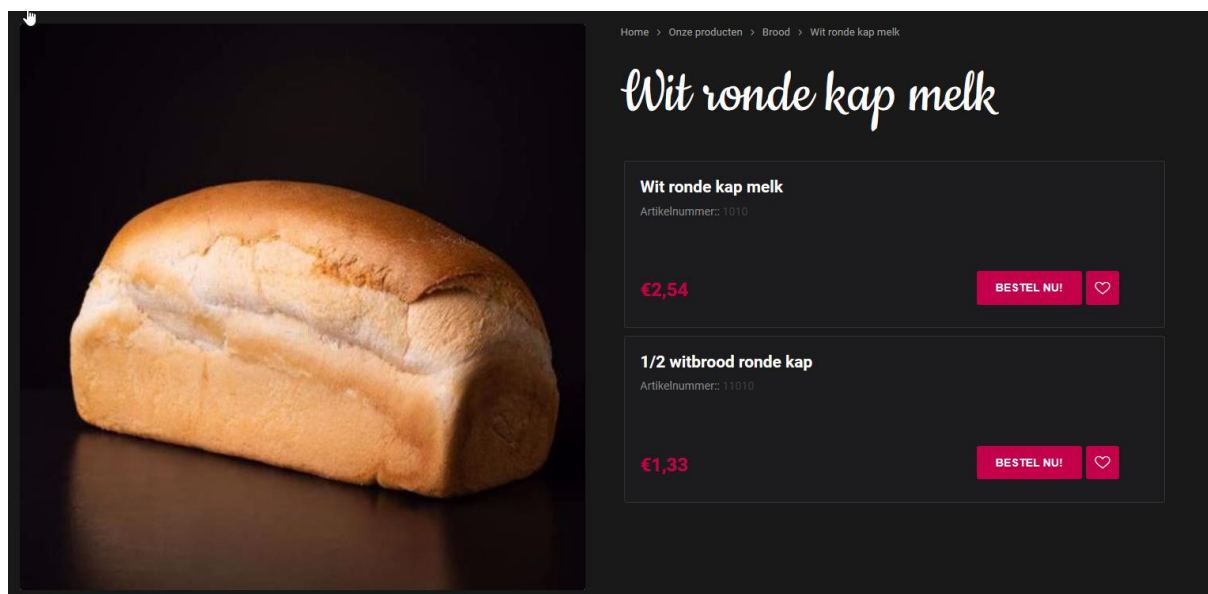 Home > Onze producten > Brood > Wit ronde kap melk
Wit ronde kap melk
Wit ronde kap melk
Artikelnummer:: 1010
€2,54
BESTEL NU!
1/2 witbrood ronde kap
Artikelnummer:: 11010
€1,33
BESTEL NU!